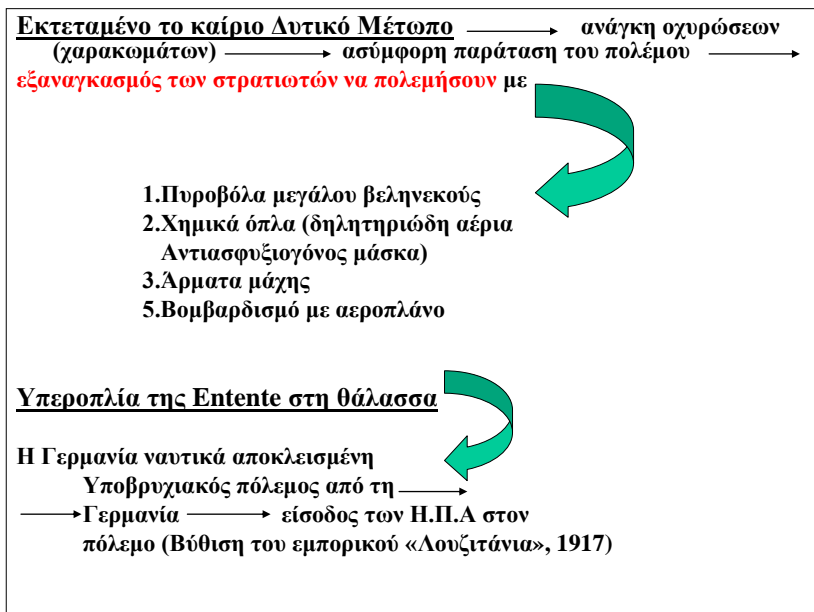 Εκτεταμένο το καίριο Δυτικό Μέτωπο ανάγκη οχυρώσεων
(χαρακωμάτων) ασύμφορη παράταση του πολέμου
εξαναγκασμός των στρατιωτών να πολεμήσουν με
1.Πυροβόλα μεγάλου βεληνεκούς
2.Χημικά όπλα (δηλητηριώδη αέρια
Αντιασφυξιογόνος μάσκα)
3.Άρματα μάχης
5.Βομβαρδισμό με αεροπλάνο
Υπεροπλία της Entente στη θάλασσα
Η Γερμανία ναυτικά αποκλεισμένη
Υποβρυχιακός πόλεμος από τη
Γερμανία είσοδος των Η.Π.Α στον
πόλεμο (Βύθιση του εμπορικού «Λουζιτάνια», 1917)